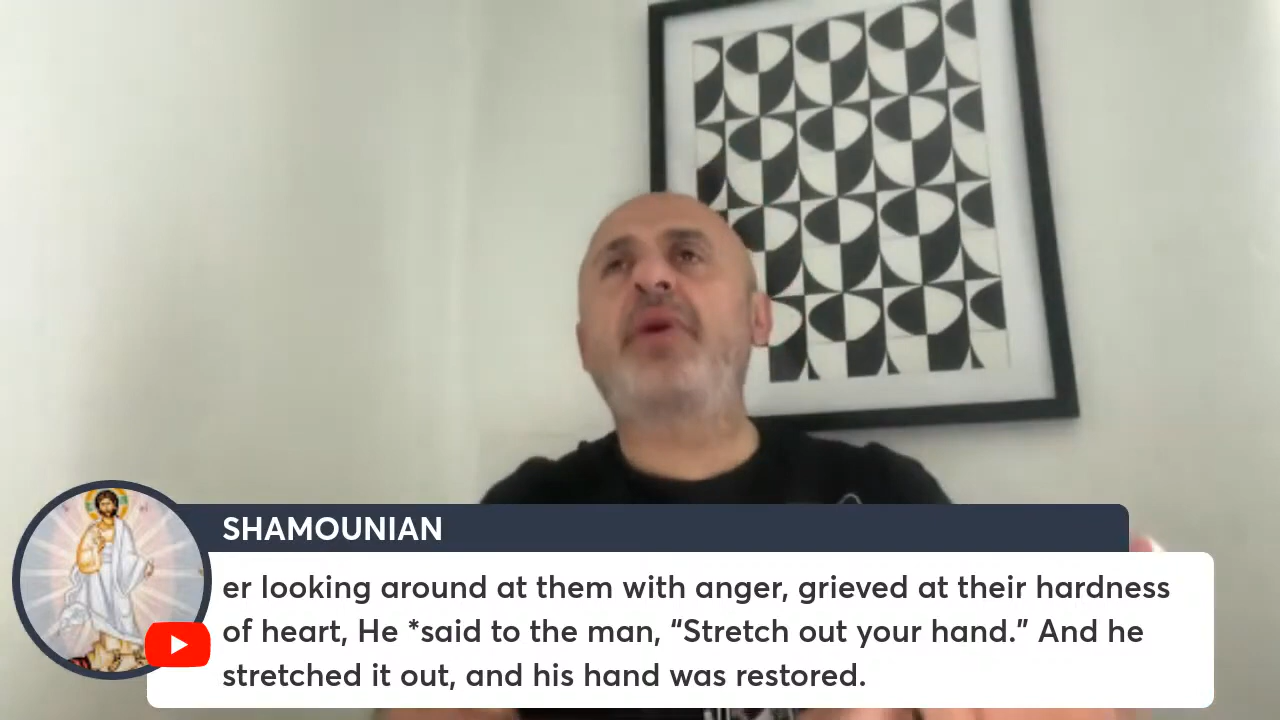 SHAMOUNIAN
er looking around at them with anger, grieved at their hardness
of heart, He *said to the man, “Stretch out your hand.” And he
stretched it out, and his hand was restored.